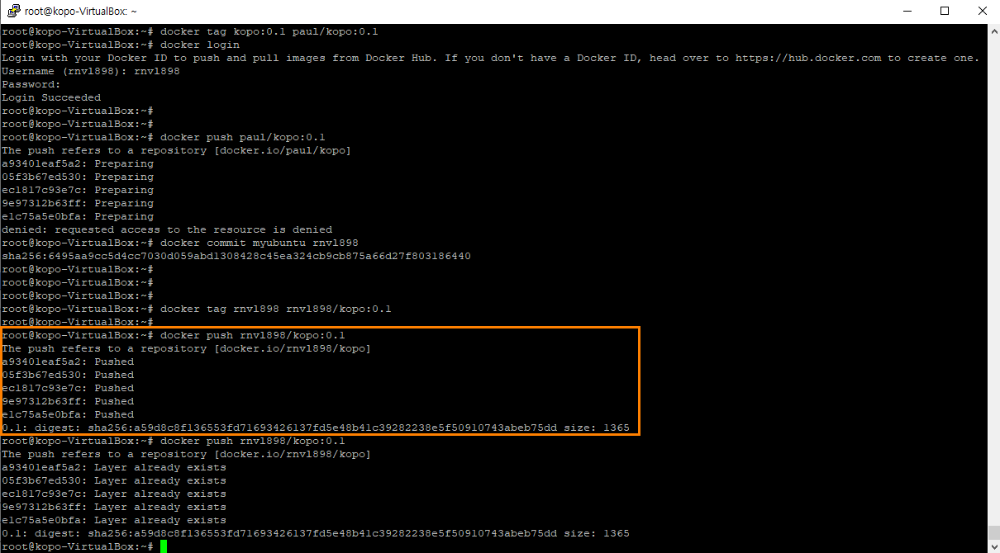 root@kopo-VirtualBox: ~
root@kopo-VirtualBox:~# docker tag kopo:0.1 paul/kopo:0.1
root@kopo-VirtualBox:~# docker login
Login with your Docker ID to push and pull images from Docker Hub. If you don't have a Docker ID, head over to https://hub.docker.com to create one.
Username (rnvl898): rnvl898
Password:
Login Succeeded
root@kopo-VirtualBox:~#
root@kopo-VirtualBox:~#
root@kopo-VirtualBox:~# docker push paul/kopo:0.1
The push refers to a repository [docker.io/paul/kopo]
a93401eaf5a2: Preparing
05f3b67ed530: Preparing
ec1817c93e7c: Preparing
9e97312b63ff: Preparing
e1c75a5e0bfa: Preparing
denied: requested access to the resource is denied
root@kopo-VirtualBox:~# docker commit myubuntu rnvl898
sha256:6495aa9cc5d4cc7030d059abd1308428c45ea324cb9cb875a66d27f803186440
root@kopo-VirtualBox:~#
root@kopo-VirtualBox:~#
root@kopo-VirtualBox:~#
root@kopo-VirtualBox:~# docker tag rnvl898 rnvl898/kopo:0.1
root@kopo-VirtualBox:~#
root@kopo-VirtualBox:~# docker push rnvl898/kopo:0.1
The push refers to a repository [docker.io/rnvl898/kopo]
a93401eaf5a2: Pushed
05f3b67ed530: Pushed
ec1817c93e7c: Pushed
9e97312b63ff: Pushed
e1c75a5e0bfa: Pushed
0.1: digest: sha256:a59d8c8f136553fd71693426137fd5e48b41c39282238e5f50910743abeb75dd size: 1365
root@kopo-VirtualBox:~# docker push rnvl898/kopo:0.1
The push refers to a repository [docker.io/rnvl898/kopo]
a93401eaf5a2: Layer already exists
05f3b67ed530: Layer already exists
ec1817c93e7c: Layer already exists
9e97312b63ff: Layer already exists
e1c75a5e0bfa: Layer already exists
0.1: digest: sha256:a59d8c8f136553fd71693426137fd5e48b41c39282238e5f50910743abeb75dd size: 1365
root@kopo-VirtualBox:~#